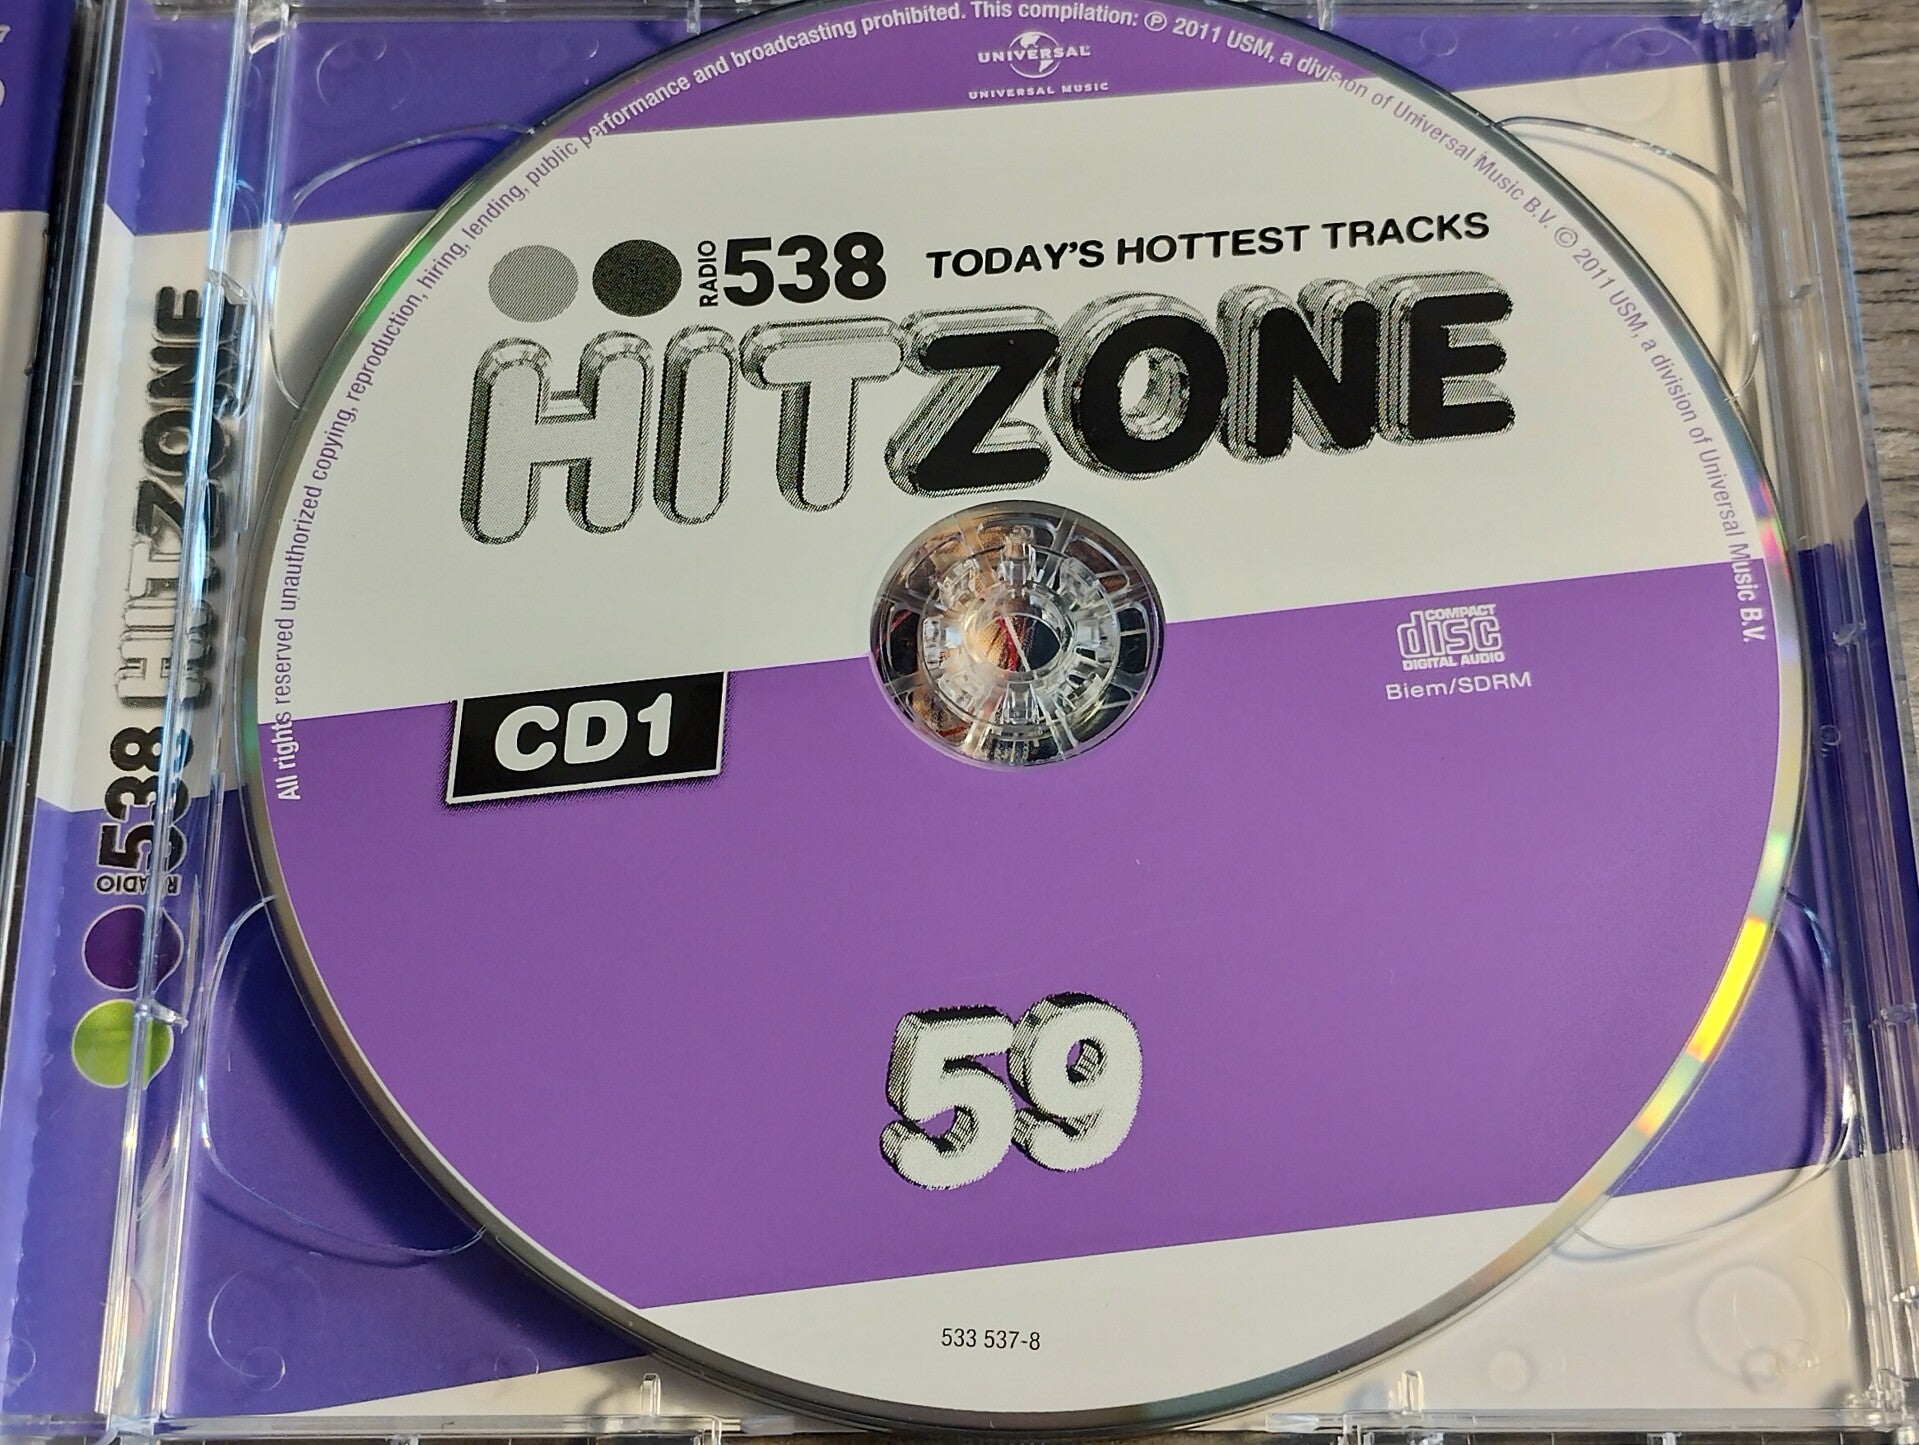 All rights reserved unauthorized copying, reproduction, hiring, lending, public performance and broadcasting prohibited. This compilation: ℗ 2011 USM, a division of Universal Music B.V. © 2011 USM, a division of Universal Music B.V.
UNIVERSAL
UNIVERSAL MUSIC
RADIO 538 TODAY'S HOTTEST TRACKS
HITZONE
COMPACT
disc
DIGITAL AUDIO
Biem/SDRM
CD1
59
533 537-8
RADIO 538 HITZONE